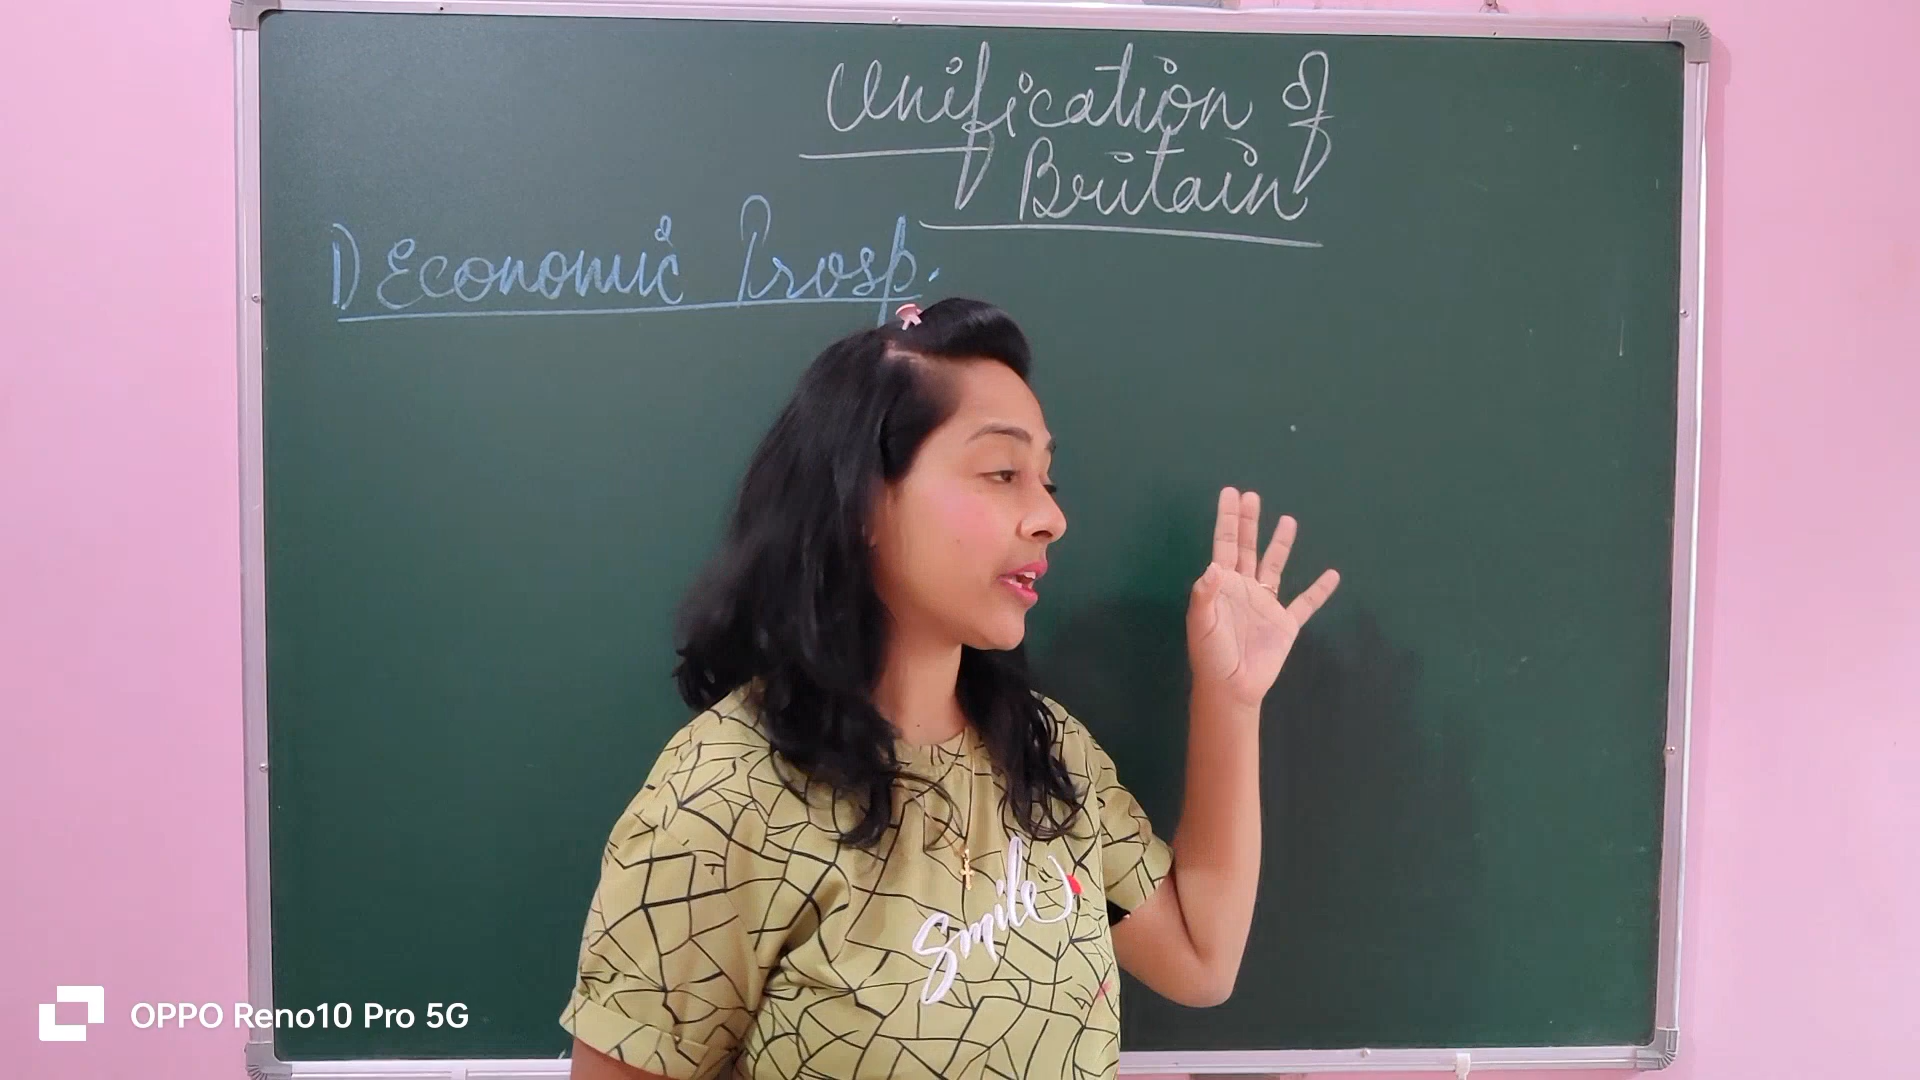 Unification of
Britain
1) Economic Prosp.
Smile
OPPO Reno10 Pro 5G